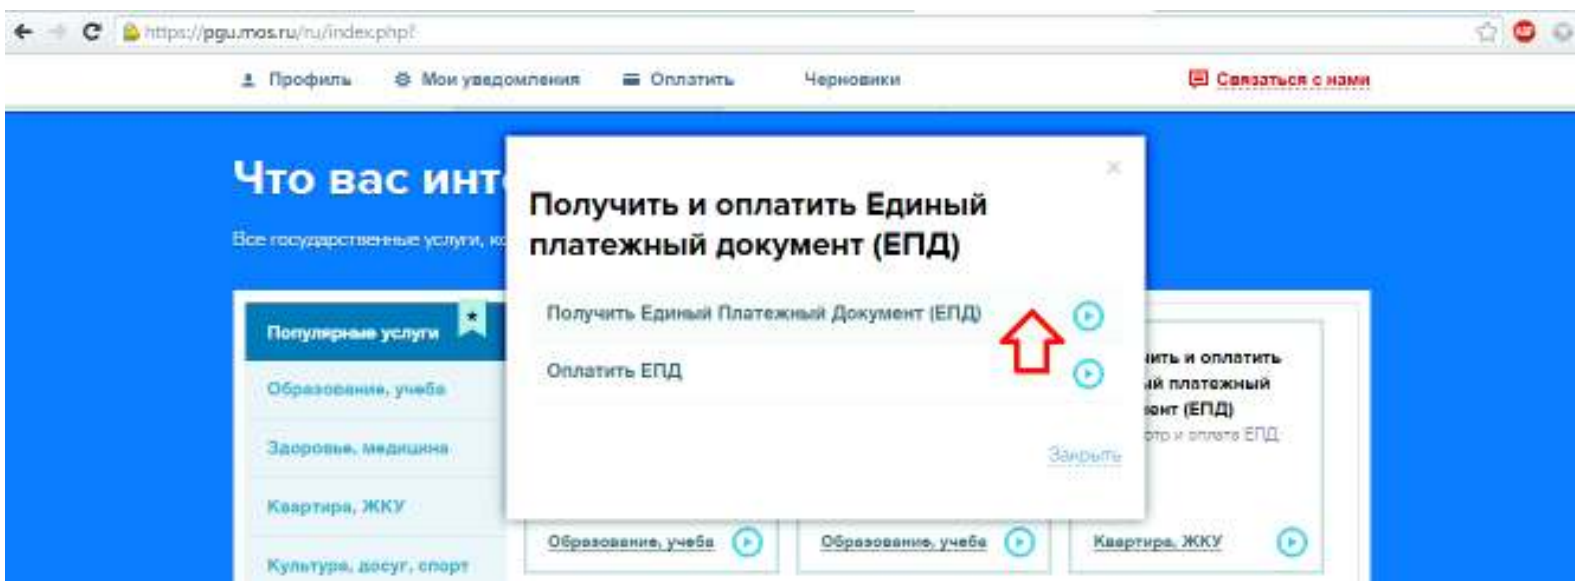 https://pgu.mos.ru/ru/index.php?
Профиль Мои уведомления Оплатить Черновики Связаться с нами
Что вас инт
Все государственные услуги, ко
×
Получить и оплатить Единый
платежный документ (ЕПД)
Получить Единый Платежный Документ (ЕПД)
Оплатить ЕПД
Закрыть
Популярные услуги
Образование, учеба
Здоровье, медицина
Квартира, ЖКУ
Культура, досуг, спорт
Образование, учеба
Образование, учеба
ить и оплатить
ый платежный
мент (ЕПД)
отр и оплата ЕПД
Квартира, ЖКУ